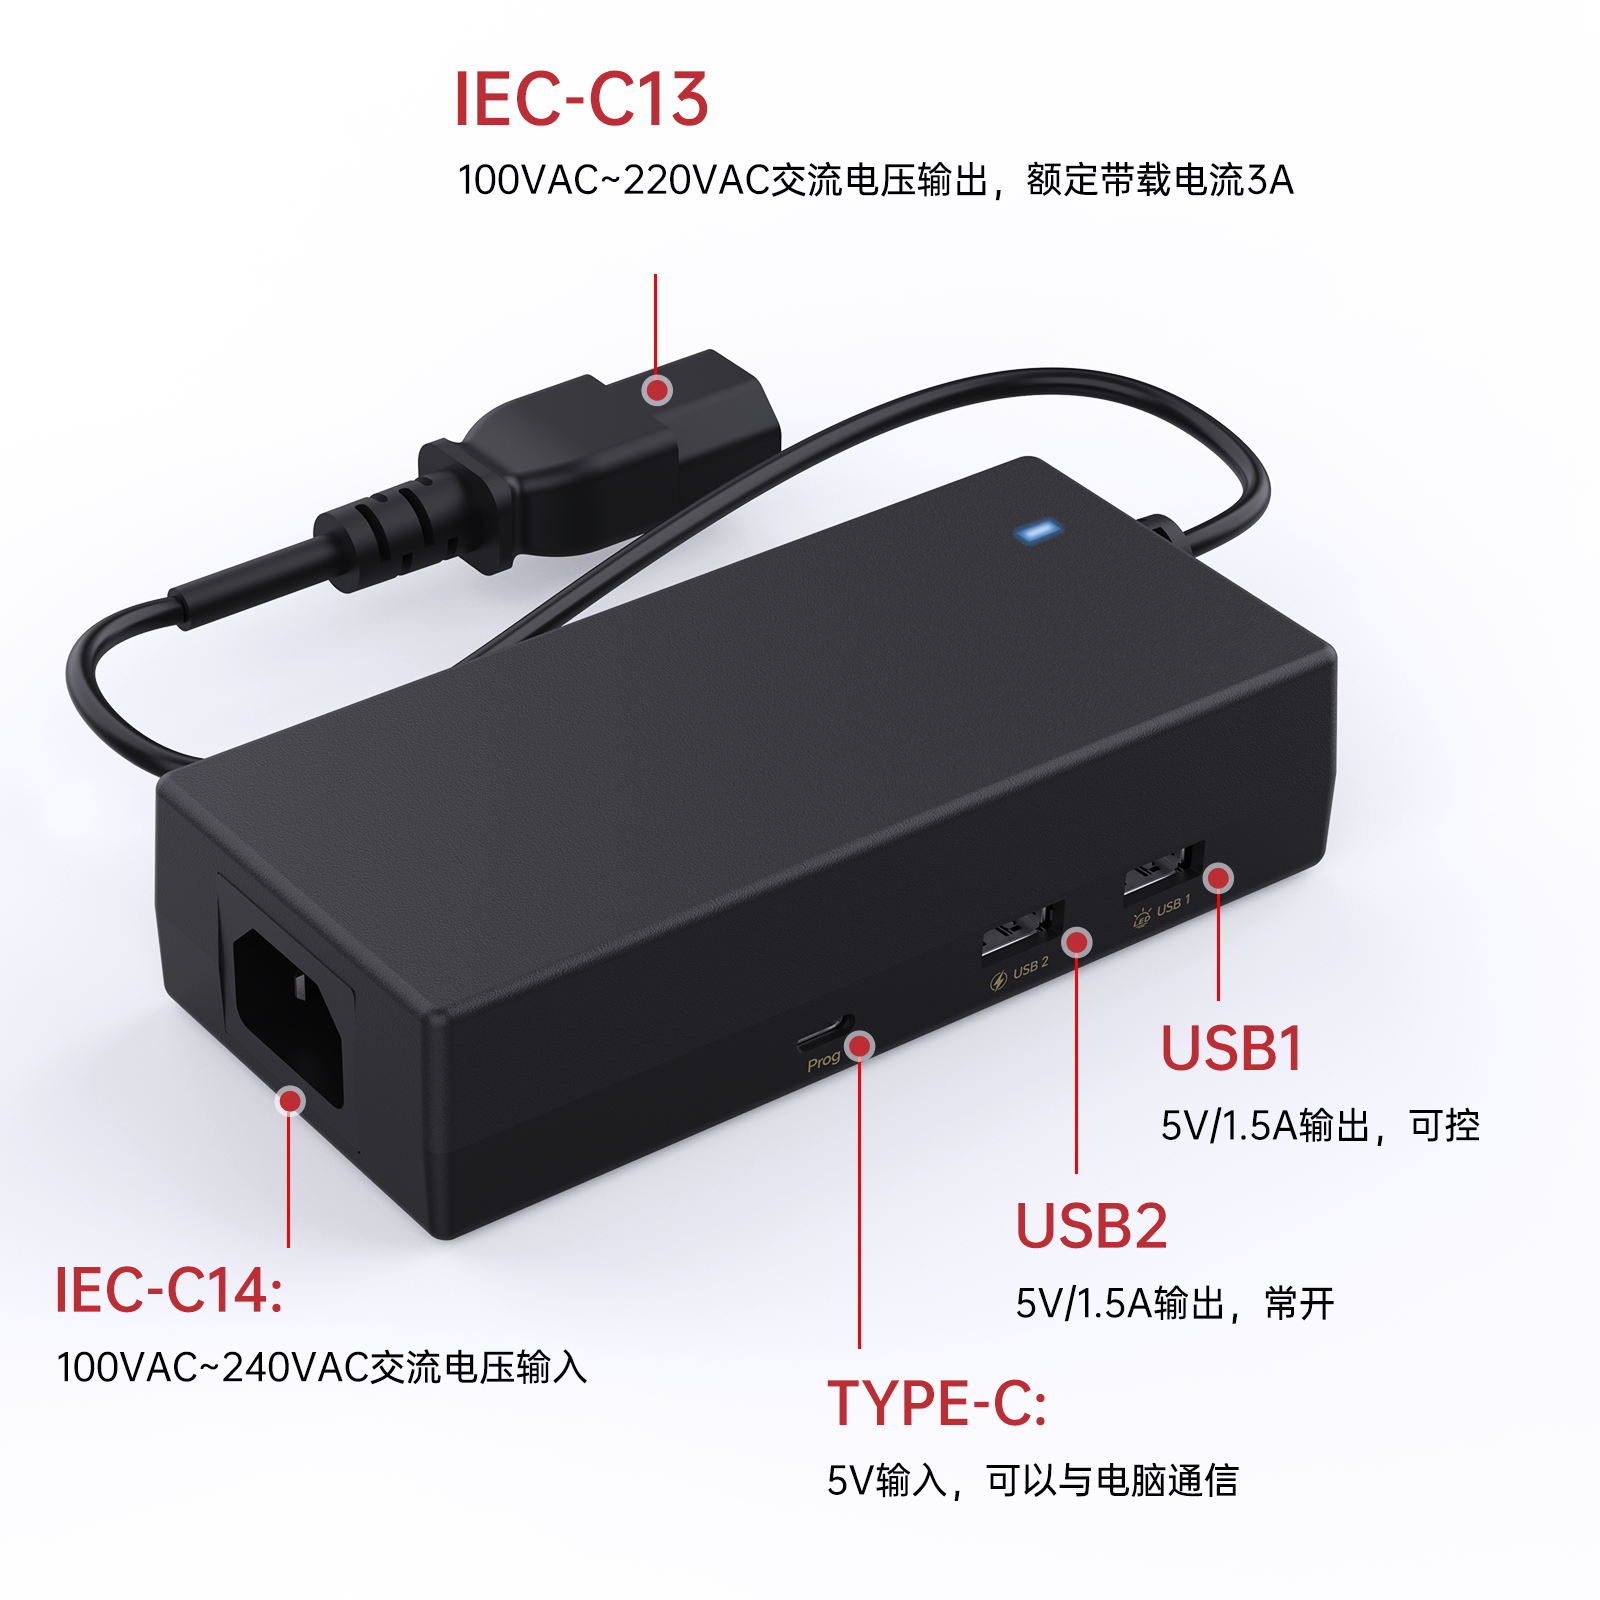 IEC-C13
100VAC~220VAC交流电压输出，额定带载电流3A
LED USB 1
USB 2
Prog
USB1
5V/1.5A输出，可控
USB2
5V/1.5A输出，常开
IEC-C14:
100VAC~240VAC交流电压输入
TYPE-C:
5V输入，可以与电脑通信